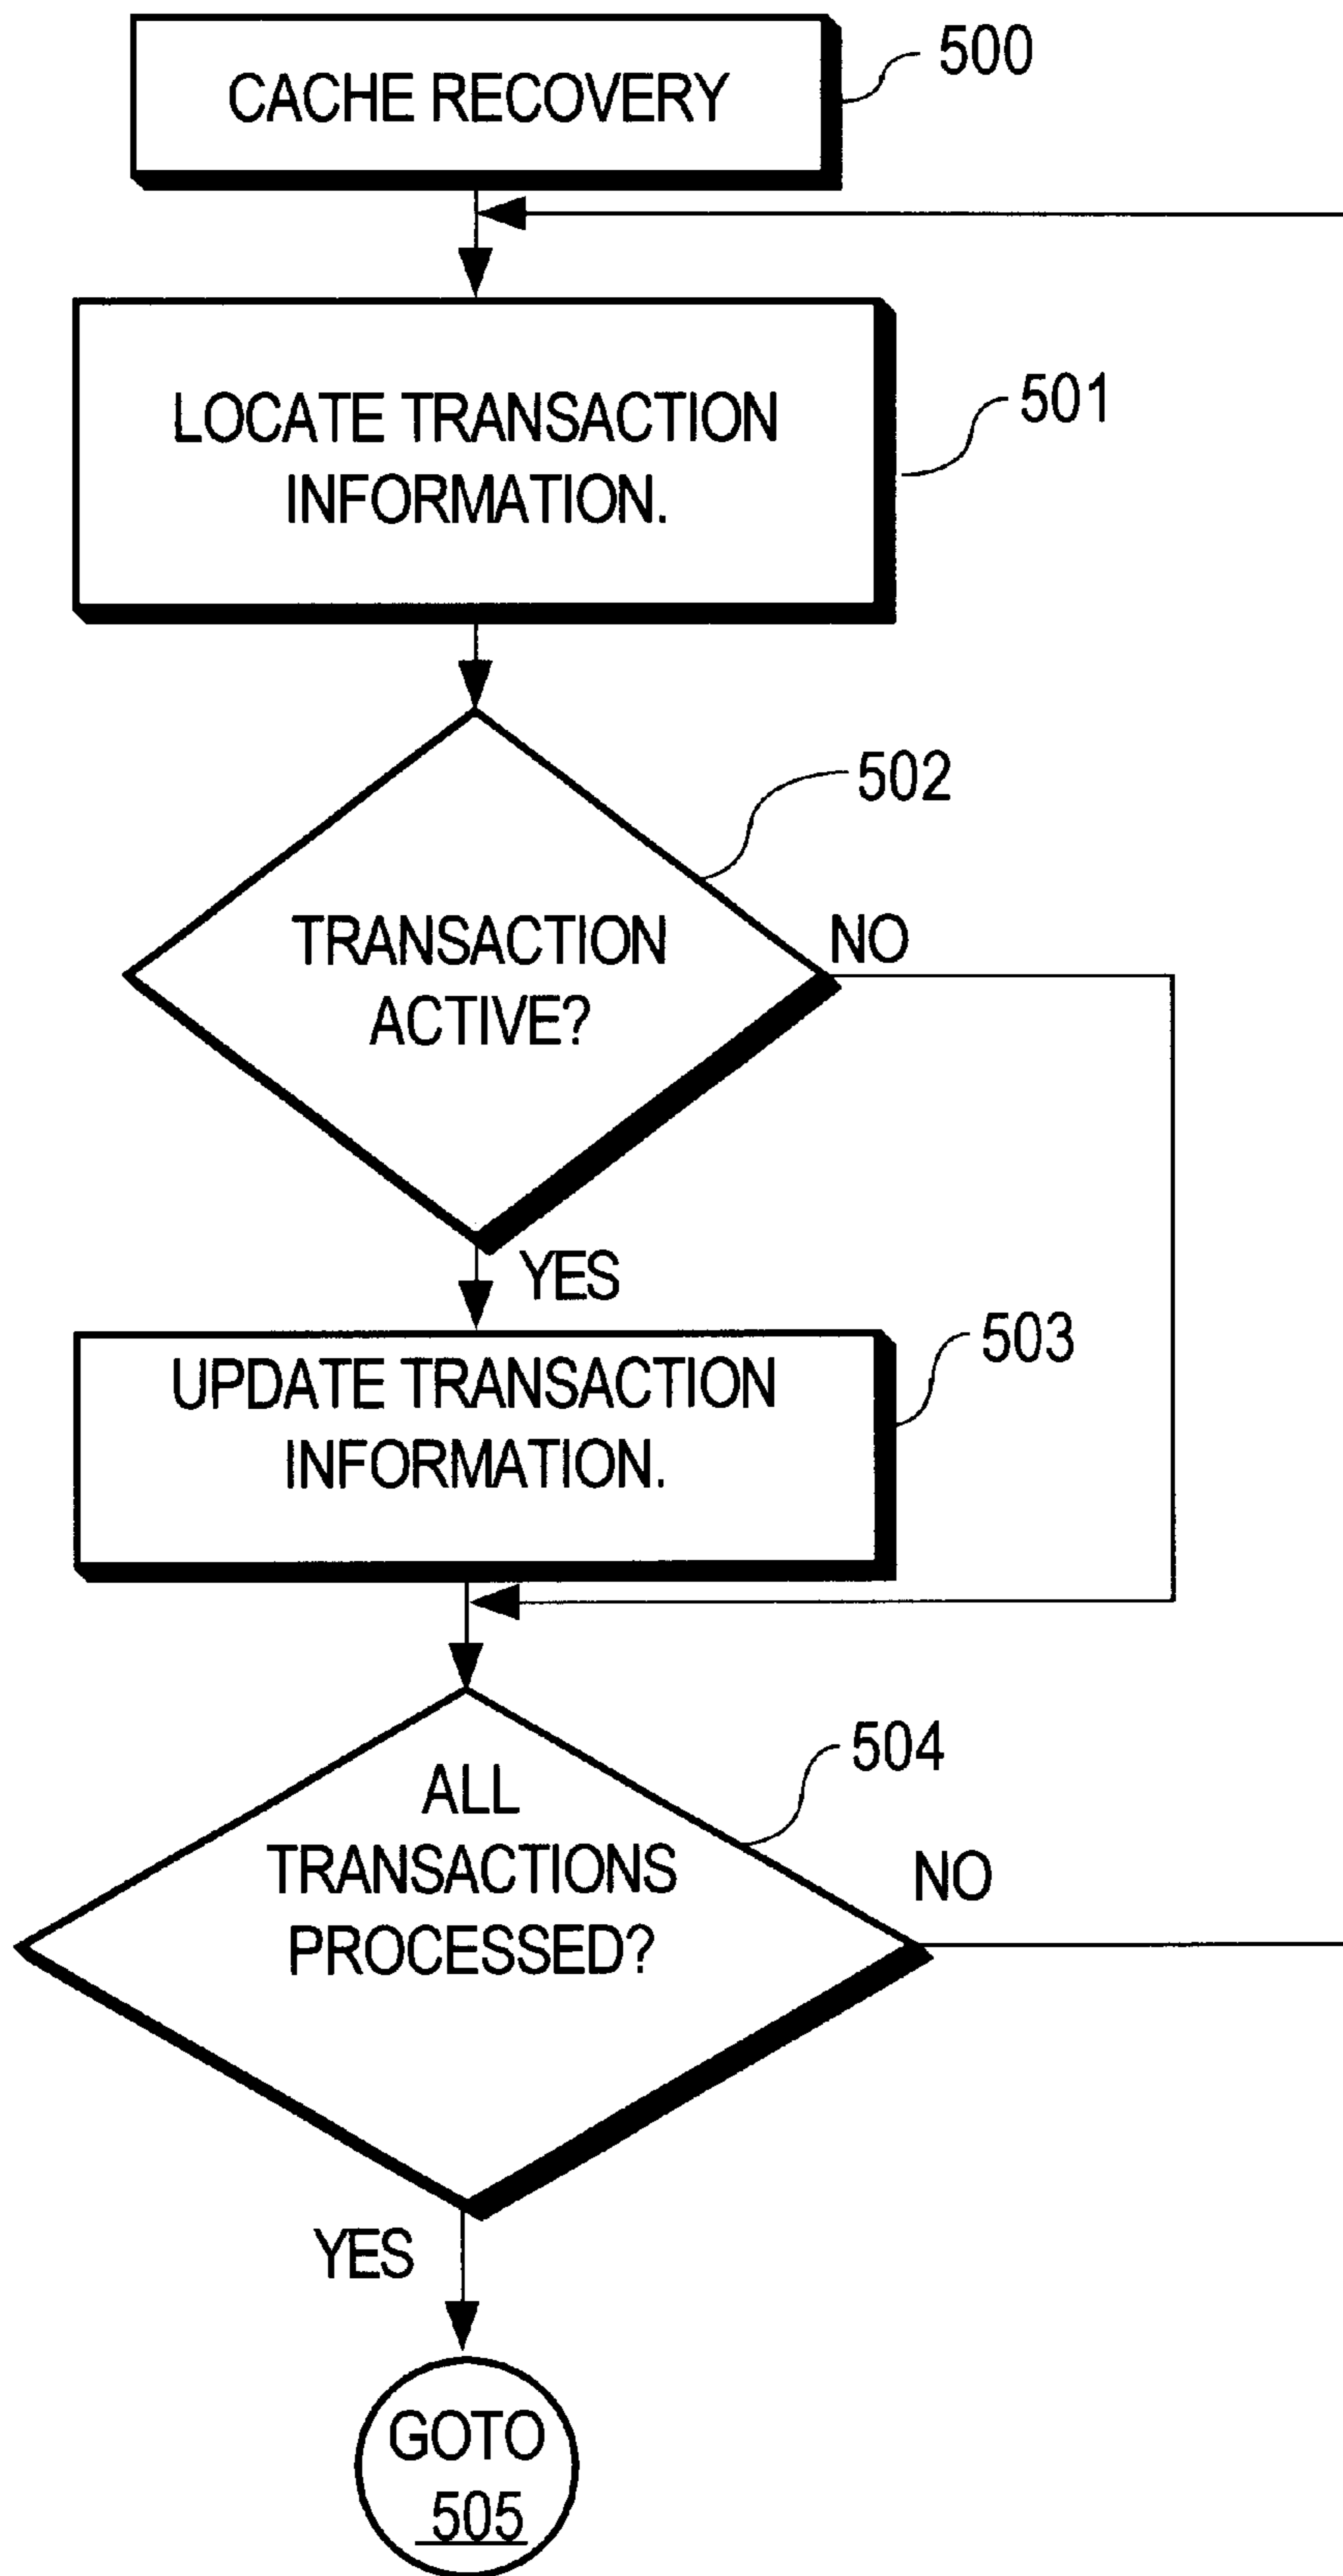 CACHE RECOVERY
500
LOCATE TRANSACTION
INFORMATION.
501
502
TRANSACTION
ACTIVE?
NO
YES
503
UPDATE TRANSACTION
INFORMATION.
504
ALL
TRANSACTIONS
PROCESSED?
NO
YES
GOTO
505